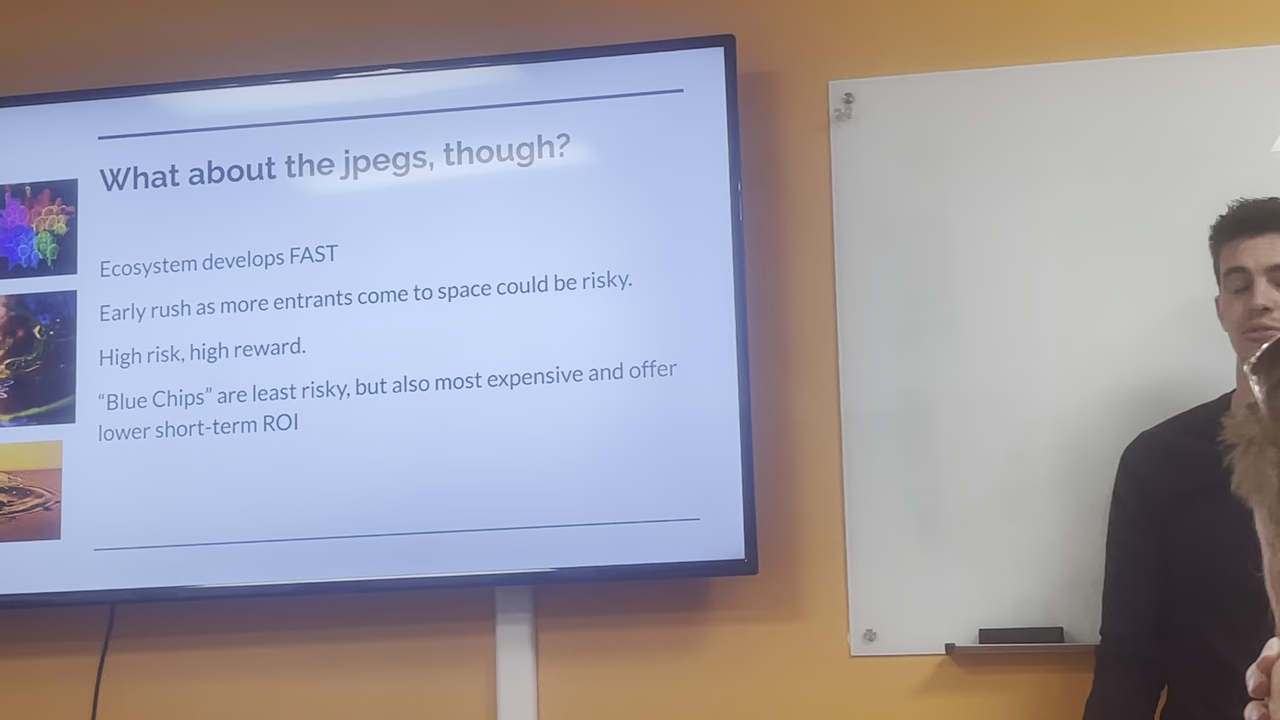 What about the jpegs, though?
Ecosystem develops FAST
Early rush as more entrants come to space could be risky.
High risk, high reward.
“Blue Chips” are least risky, but also most expensive and offer
lower short-term ROI